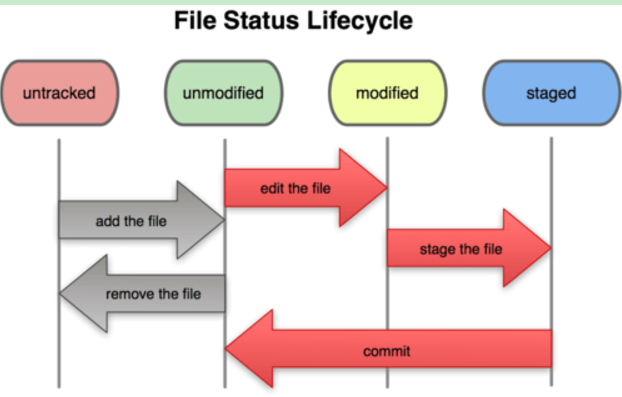 File Status Lifecycle
untracked
unmodified
modified
staged
edit the file
add the file
stage the file
remove the file
commit